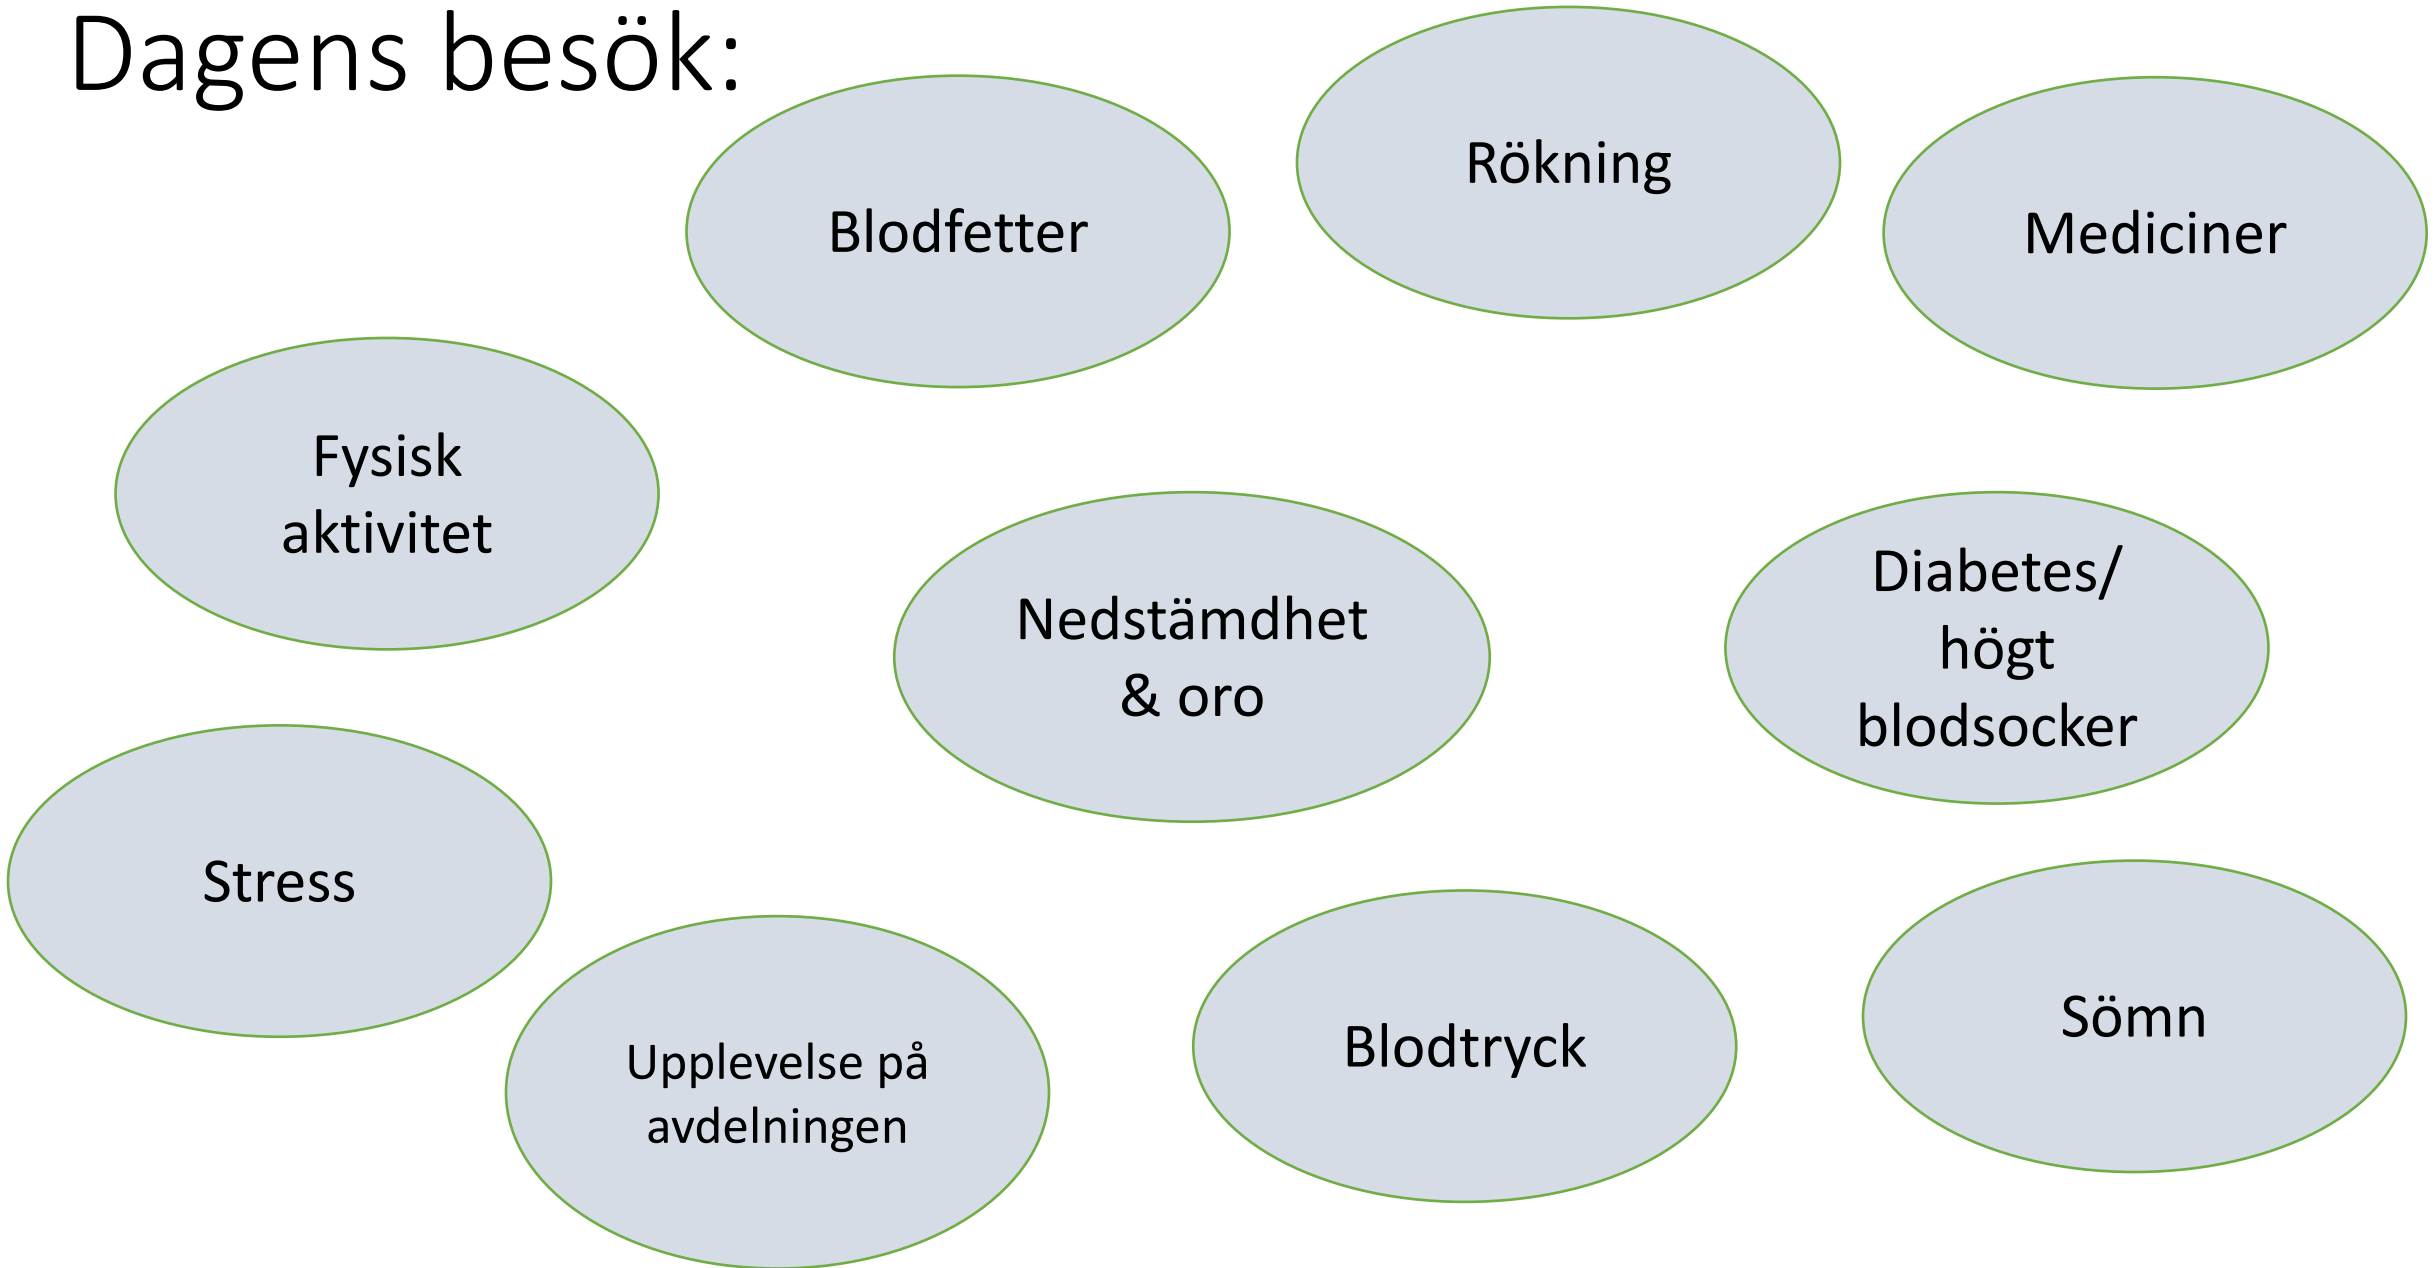 Dagens besök:
Blodfetter
Rökning
Mediciner
Fysisk
aktivitet
Nedstämdhet
& oro
Diabetes/
högt
blodsocker
Stress
Upplevelse på
avdelningen
Blodtryck
Sömn